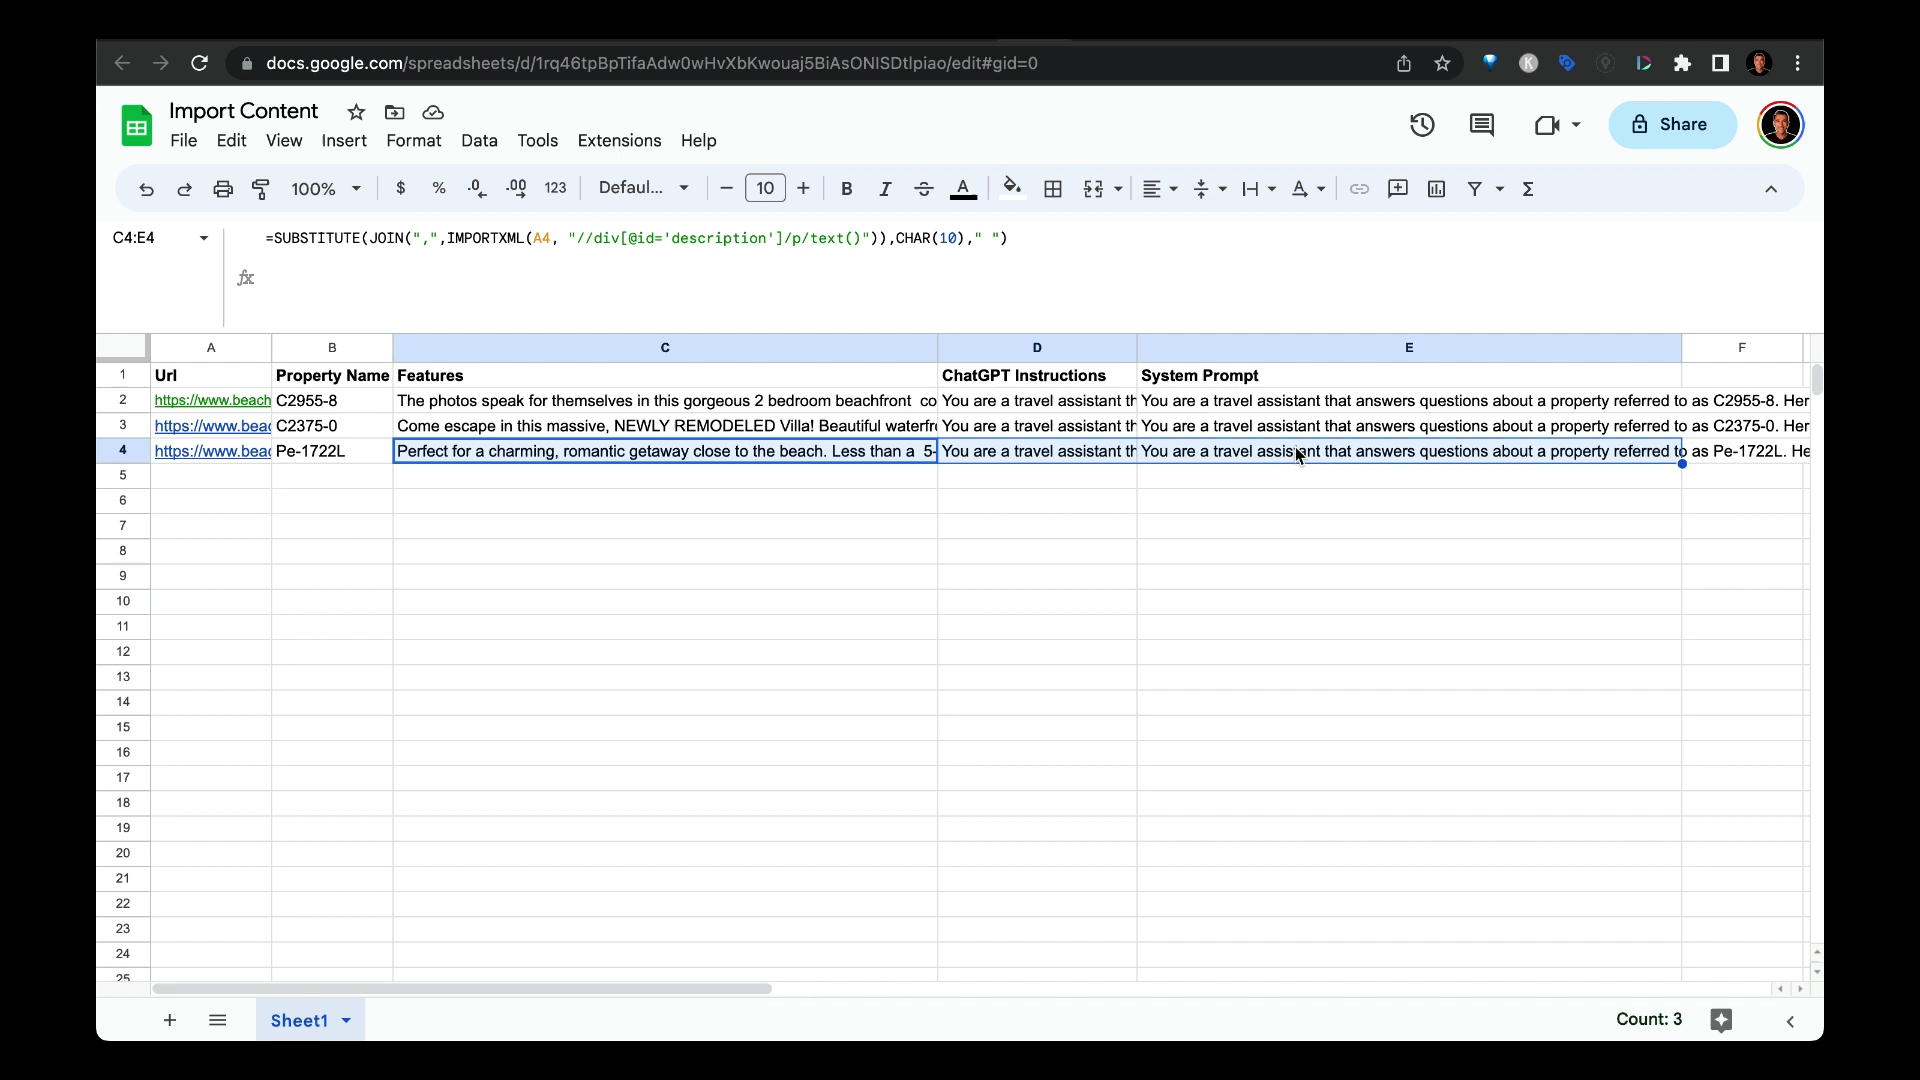 docs.google.com/spreadsheets/d/1rq46tpBpTifaAdw0wHvXbKwouaj5BiAsONISDtIpiao/edit#gid=0
K
Import Content
File Edit View Insert Format Data Tools Extensions Help
Share
100% $ % .0 .00 123 Defaul... 10 B I A
C4:E4
=SUBSTITUTE(JOIN(",",IMPORTXML(A4, "//div[@id='description']/p/text()")),CHAR(10)," ")
fx
A B C D E F
1 Url Property Name Features ChatGPT Instructions System Prompt
2 https://www.beach C2955-8 The photos speak for themselves in this gorgeous 2 bedroom beachfront co You are a travel assistant th You are a travel assistant that answers questions about a property referred to as C2955-8. Her
3 https://www.beac C2375-0 Come escape in this massive, NEWLY REMODELED Villa! Beautiful waterfr You are a travel assistant th You are a travel assistant that answers questions about a property referred to as C2375-0. Her
4 https://www.beac Pe-1722L Perfect for a charming, romantic getaway close to the beach. Less than a 5- You are a travel assistant th You are a travel assistant that answers questions about a property referred to as Pe-1722L. He
5
6
7
8
9
10
11
12
13
14
15
16
17
18
19
20
21
22
23
24
25
Sheet1
Count: 3